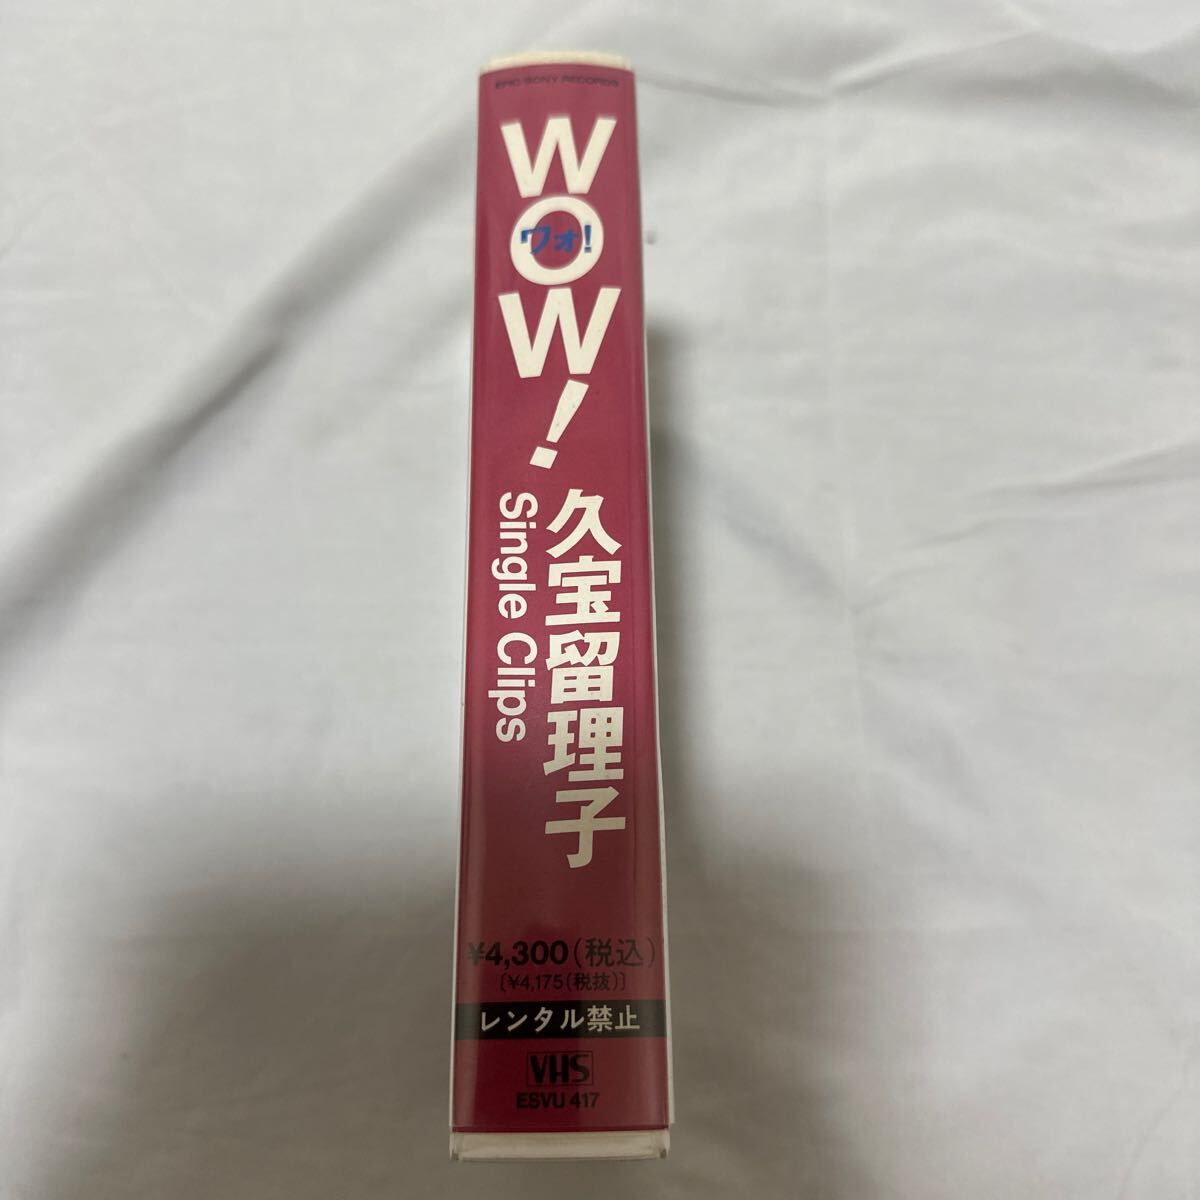 EPIC/SONY RECORDS
WOW!
ワォ!
久宝留理子
Single Clips
¥4,300(税込)
[¥4,175(税抜)]
レンタル禁止
VHS
ESVU 417